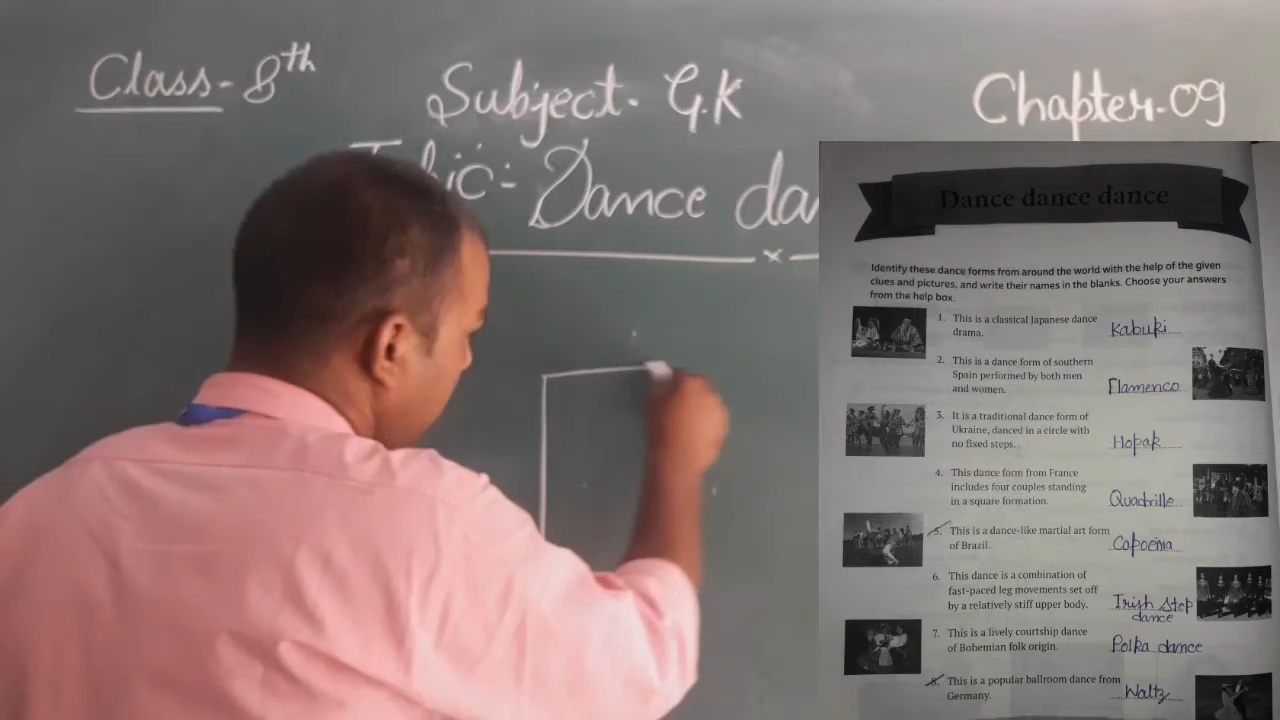 Class- 8th
Subject- G.K
Chapter-09
Topic:- Dance da
x
Dance dance dance
Identify these dance forms from around the world with the help of the given
clues and pictures, and write their names in the blanks. Choose your answers
from the help box.
1. This is a classical Japanese dance
drama. Kabuki
2. This is a dance form of southern
Spain performed by both men
and women. Flamenco
3. It is a traditional dance form of
Ukraine, danced in a circle with
no fixed steps. Hopak
4. This dance form from France
includes four couples standing
in a square formation. Quadrille
5. This is a dance-like martial art form
of Brazil. Capoeira
6. This dance is a combination of
fast-paced leg movements set off
by a relatively stiff upper body. Irish Step
dance
7. This is a lively courtship dance
of Bohemian folk origin. Polka dance
8. This is a popular ballroom dance from
Germany. Waltz